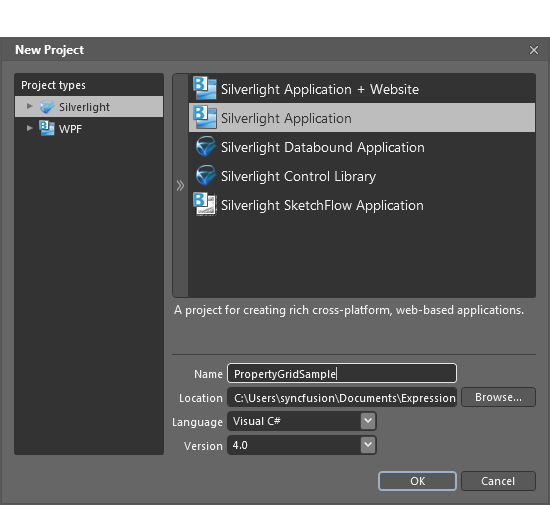 New Project
Project types
Silverlight
WPF
Silverlight Application + Website
Silverlight Application
Silverlight Databound Application
Silverlight Control Library
Silverlight SketchFlow Application
A project for creating rich cross-platform, web-based applications.
Name PropertyGridSample
Location C:\Users\syncfusion\Documents\Expression Browse...
Language Visual C#
Version 4.0
OK Cancel